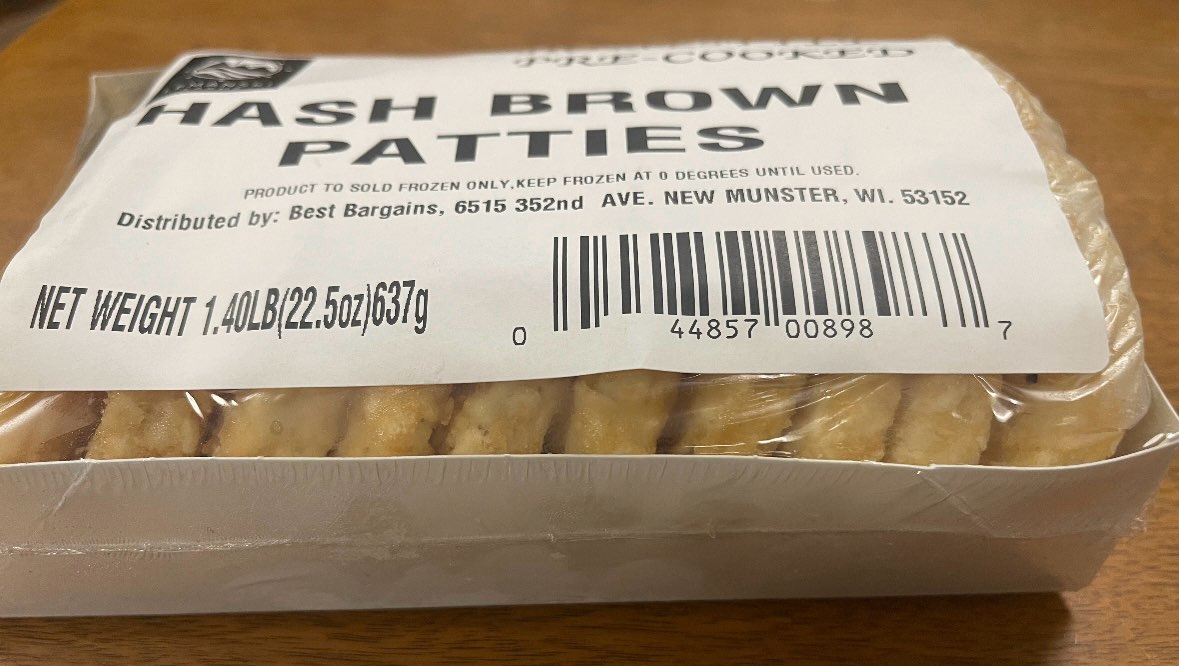 PRE-COOKED
HASH BROWN
PATTIES
PRODUCT TO SOLD FROZEN ONLY,KEEP FROZEN AT 0 DEGREES UNTIL USED.
Distributed by: Best Bargains, 6515 352nd AVE. NEW MUNSTER, WI. 53152
NET WEIGHT 1.40LB(22.5oz)637g
0 44857 00898 7